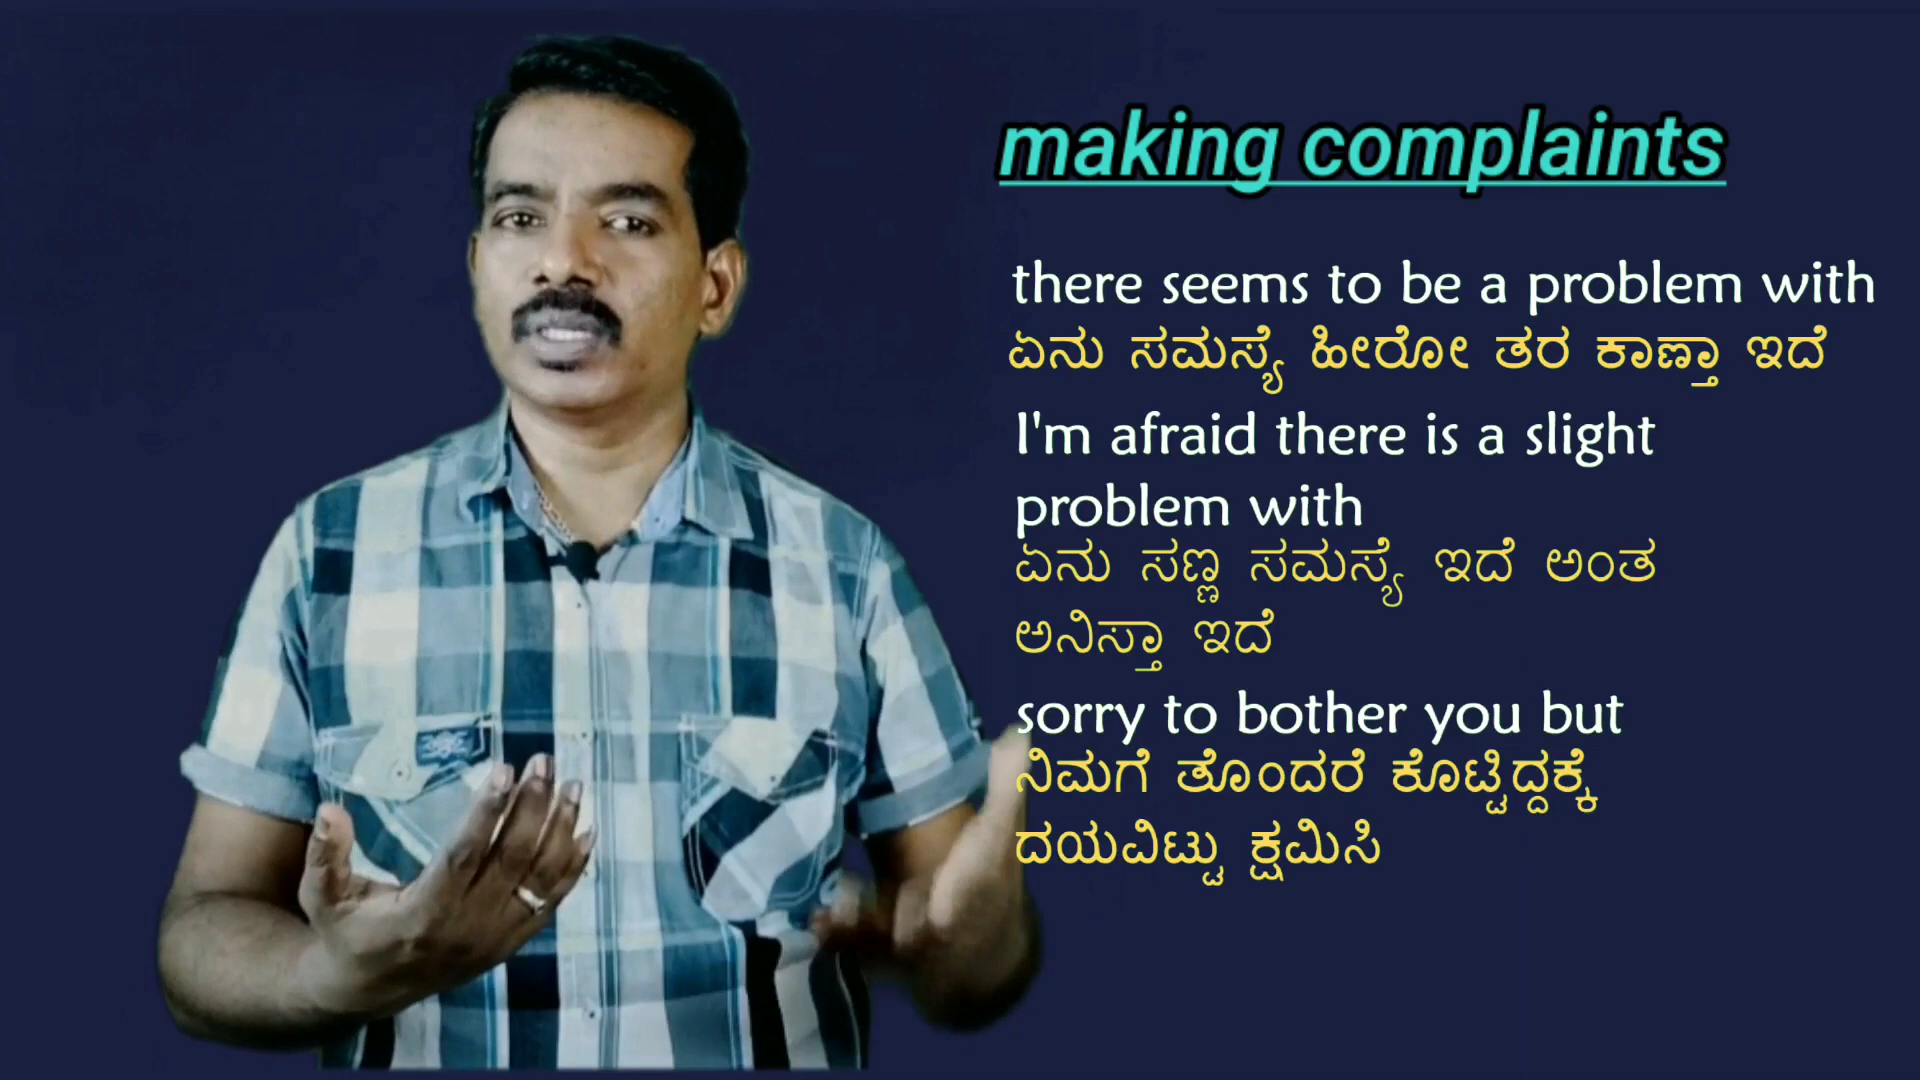 making complaints
there seems to be a problem with
ಏನು ಸಮಸ್ಯೆ ಹೀರೋ ತರ ಕಾಣ್ತಾ ಇದೆ
I'm afraid there is a slight
problem with
ಏನು ಸಣ್ಣ ಸಮಸ್ಯೆ ಇದೆ ಅಂತ
ಅನಿಸ್ತಾ ಇದೆ
sorry to bother you but
ನಿಮಗೆ ತೊಂದರೆ ಕೊಟ್ಟಿದ್ದಕ್ಕೆ
ದಯವಿಟ್ಟು ಕ್ಷಮಿಸಿ